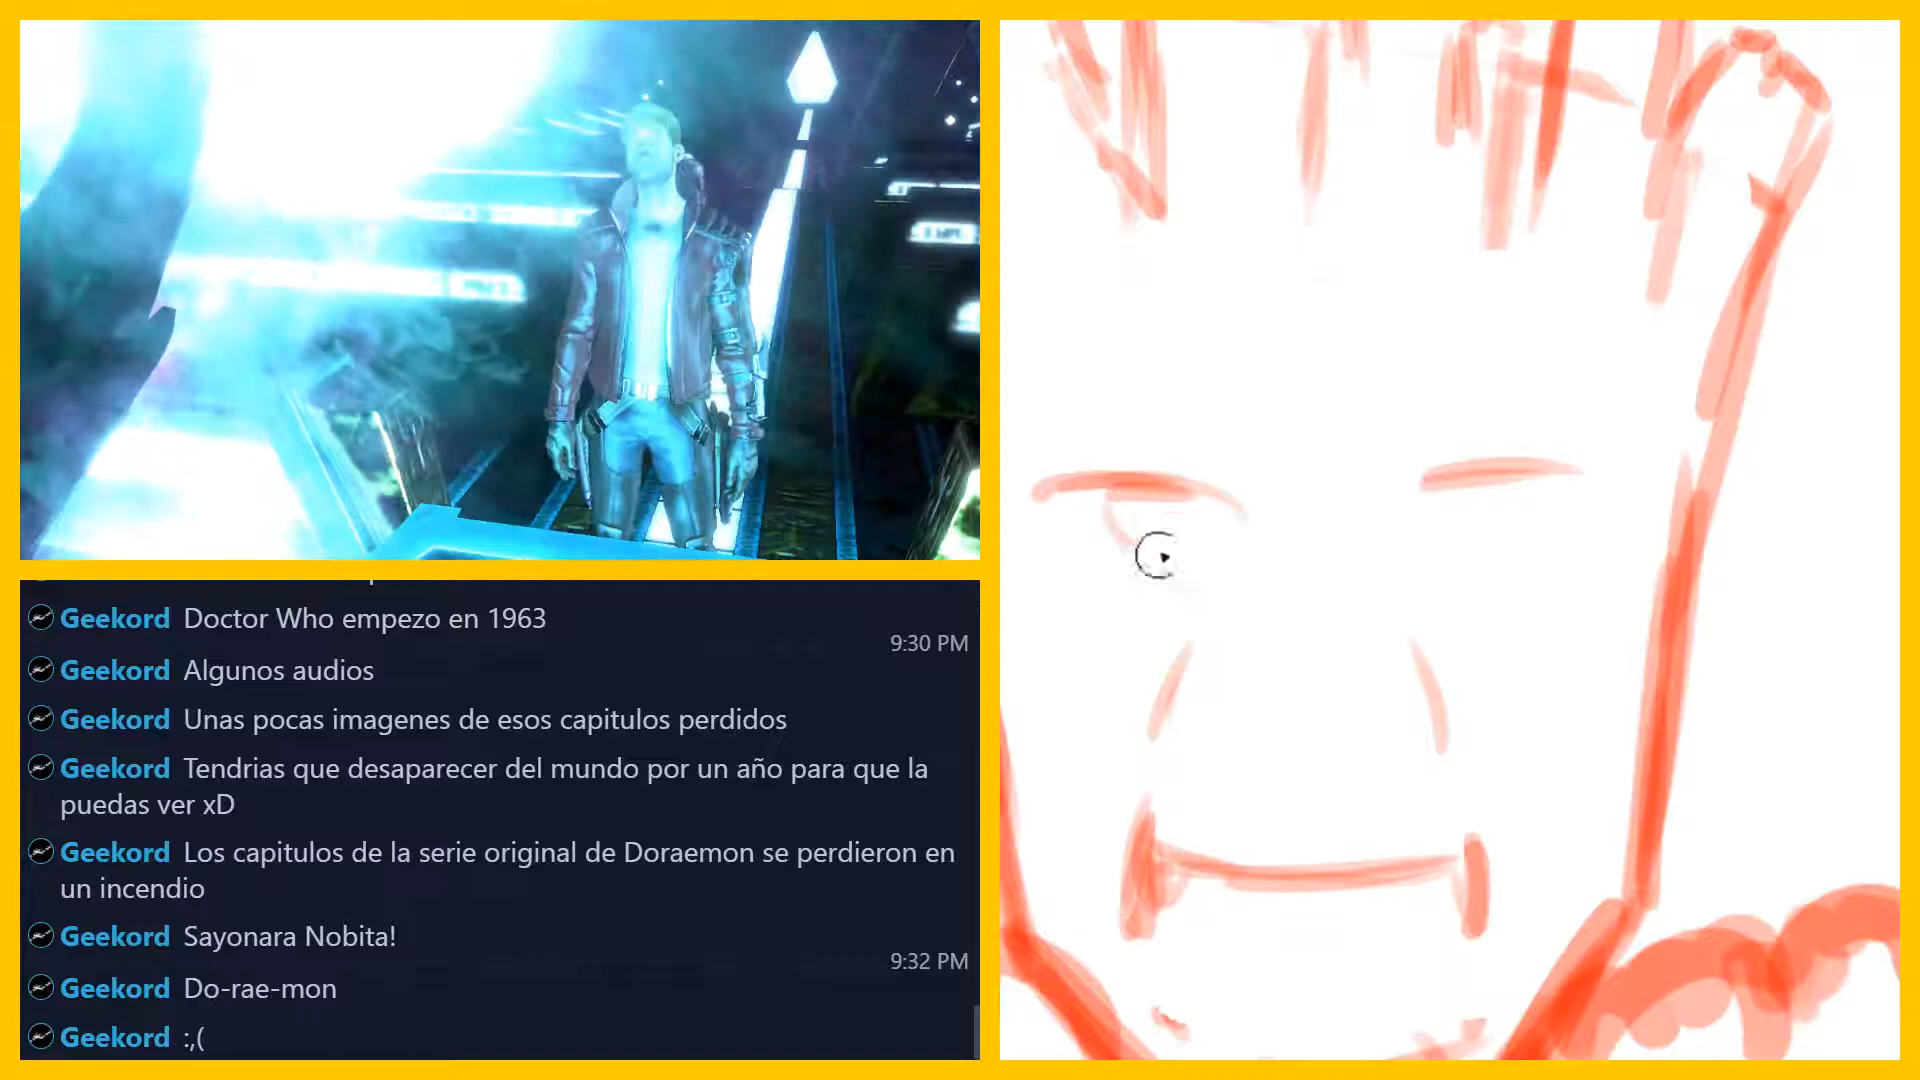 Geekord Doctor Who empezo en 1963
9:30 PM
Geekord Algunos audios
Geekord Unas pocas imagenes de esos capitulos perdidos
Geekord Tendrias que desaparecer del mundo por un año para que la
puedas ver xD
Geekord Los capitulos de la serie original de Doraemon se perdieron en
un incendio
Geekord Sayonara Nobita!
9:32 PM
Geekord Do-rae-mon
Geekord :,(